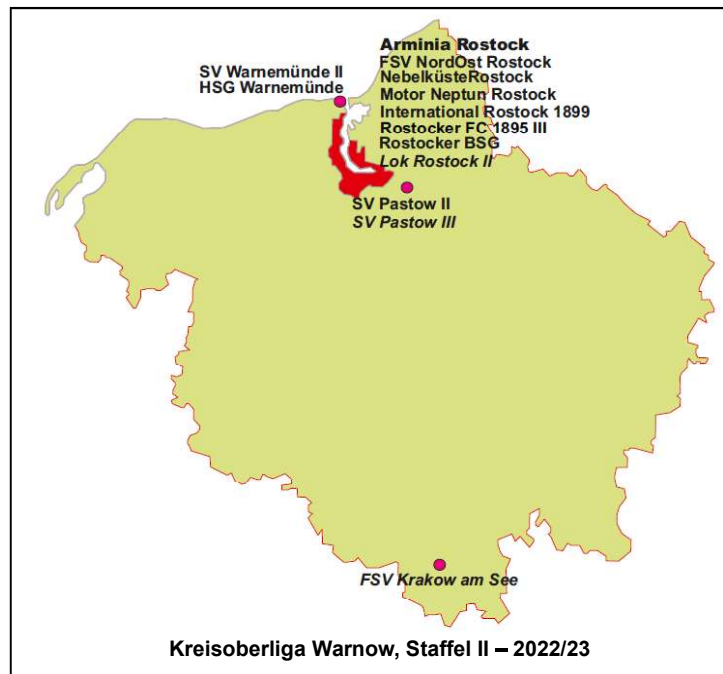 SV Warnemünde II
HSG Warnemünde
Arminia Rostock
FSV NordOst Rostock
NebelküsteRostock
Motor Neptun Rostock
International Rostock 1899
Rostocker FC 1895 III
Rostocker BSG
Lok Rostock II
SV Pastow II
SV Pastow III
FSV Krakow am See
Kreisoberliga Warnow, Staffel II – 2022/23